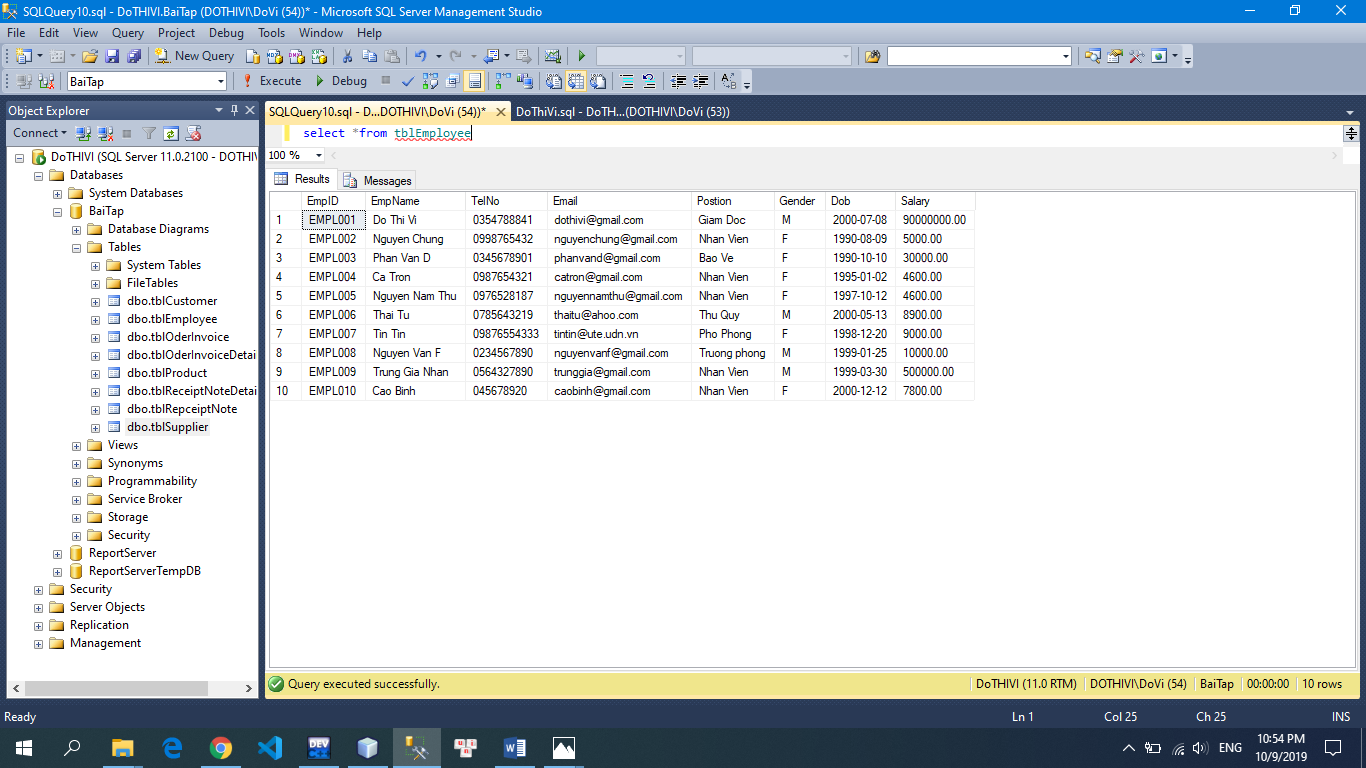 SQLQuery10.sql - DoTHIVI.BaiTap (DOTHIVI\DoVi (54))* - Microsoft SQL Server Management Studio
File Edit View Query Project Debug Tools Window Help
New Query
BaiTap Execute Debug
Object Explorer
Connect
DoTHIVI (SQL Server 11.0.2100 - DOTHIV
Databases
System Databases
BaiTap
Database Diagrams
Tables
System Tables
FileTables
dbo.tblCustomer
dbo.tblEmployee
dbo.tblOderInvoice
dbo.tblOderInvoiceDetai
dbo.tblProduct
dbo.tblReceiptNoteDetai
dbo.tblRepceiptNote
dbo.tblSupplier
Views
Synonyms
Programmability
Service Broker
Storage
Security
ReportServer
ReportServerTempDB
Security
Server Objects
Replication
Management
SQLQuery10.sql - D...DOTHIVI\DoVi (54))* DoThiVi.sql - DoTH...(DOTHIVI\DoVi (53))
select *from tblEmployee
100 %
Results Messages
EmpID EmpName TelNo Email Postion Gender Dob Salary
1 EMPL001 Do Thi Vi 0354788841 dothivi@gmail.com Giam Doc M 2000-07-08 90000000.00
2 EMPL002 Nguyen Chung 0998765432 nguyenchung@gmail.com Nhan Vien F 1990-08-09 5000.00
3 EMPL003 Phan Van D 0345678901 phanvand@gmail.com Bao Ve F 1990-10-10 30000.00
4 EMPL004 Ca Tron 0987654321 catron@gmail.com Nhan Vien F 1995-01-02 4600.00
5 EMPL005 Nguyen Nam Thu 0976528187 nguyennamthu@gmail.com Nhan Vien F 1997-10-12 4600.00
6 EMPL006 Thai Tu 0785643219 thaitu@ahoo.com Thu Quy M 2000-05-13 8900.00
7 EMPL007 Tin Tin 09876554333 tintin@ute.udn.vn Pho Phong F 1998-12-20 9000.00
8 EMPL008 Nguyen Van F 0234567890 nguyenvanf@gmail.com Truong phong M 1999-01-25 10000.00
9 EMPL009 Trung Gia Nhan 0564327890 trunggia@gmail.com Nhan Vien M 1999-03-30 500000.00
10 EMPL010 Cao Binh 045678920 caobinh@gmail.com Nhan Vien F 2000-12-12 7800.00
Query executed successfully. DoTHIVI (11.0 RTM) DOTHIVI\DoVi (54) BaiTap 00:00:00 10 rows
Ready Ln 1 Col 25 Ch 25 INS
ENG 10:54 PM
10/9/2019